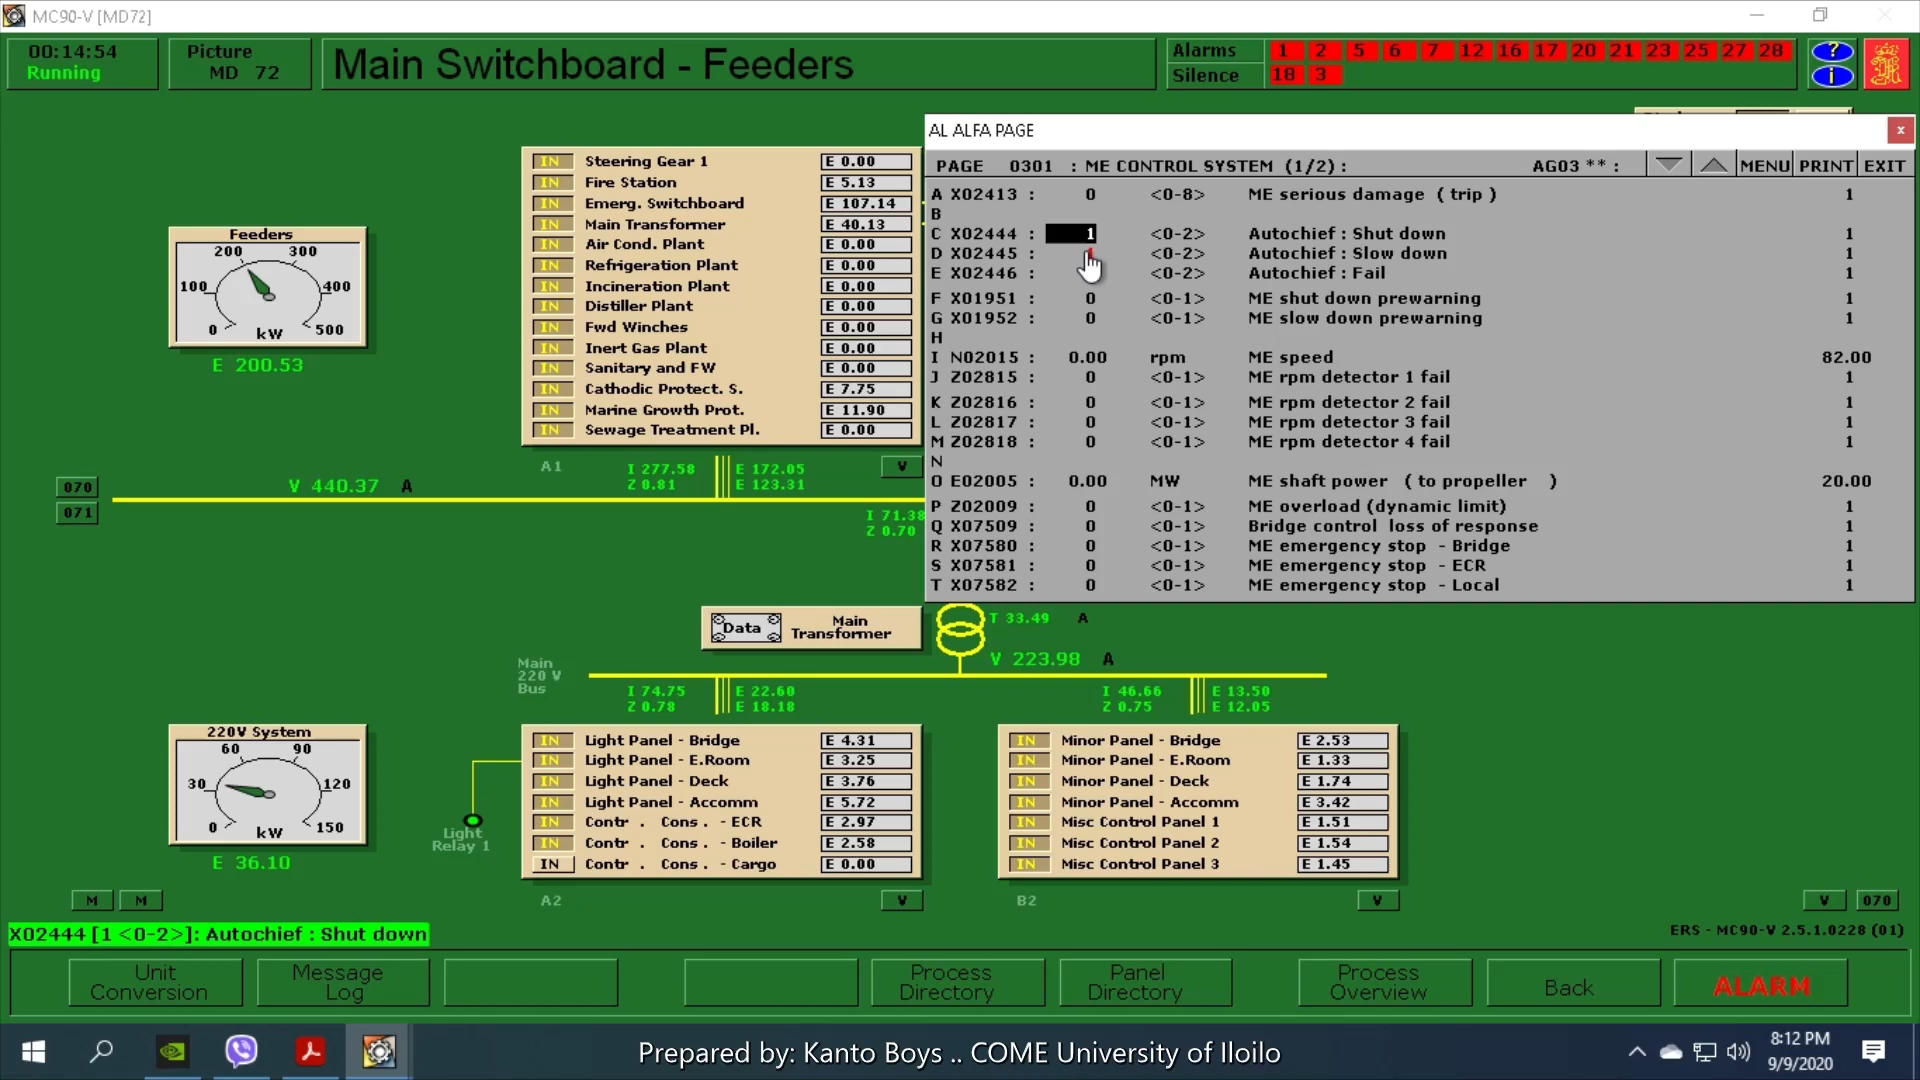 MC90-V [MD72]
00:14:54
Running
Picture
MD 72
Main Switchboard - Feeders
Alarms 1 2 5 6 7 12 16 17 20 21 23 25 27 28
Silence 18 3
?
i
AL ALFA PAGE
x
PAGE 0301 : ME CONTROL SYSTEM (1/2) : AG03 ** : MENU PRINT EXIT
A X02413 : 0 <0-8> ME serious damage ( trip ) 1
B
C X02444 : 1 <0-2> Autochief : Shut down 1
D X02445 : <0-2> Autochief : Slow down 1
E X02446 : <0-2> Autochief : Fail 1
F X01951 : 0 <0-1> ME shut down prewarning 1
G X01952 : 0 <0-1> ME slow down prewarning 1
H
I N02015 : 0.00 rpm ME speed 82.00
J Z02815 : 0 <0-1> ME rpm detector 1 fail 1
K Z02816 : 0 <0-1> ME rpm detector 2 fail 1
L Z02817 : 0 <0-1> ME rpm detector 3 fail 1
M Z02818 : 0 <0-1> ME rpm detector 4 fail 1
N
O E02005 : 0.00 MW ME shaft power ( to propeller ) 20.00
P Z02009 : 0 <0-1> ME overload (dynamic limit) 1
Q X07509 : 0 <0-1> Bridge control loss of response 1
R X07580 : 0 <0-1> ME emergency stop - Bridge 1
S X07581 : 0 <0-1> ME emergency stop - ECR 1
T X07582 : 0 <0-1> ME emergency stop - Local 1
IN Steering Gear 1 E 0.00
IN Fire Station E 5.13
IN Emerg. Switchboard E 107.14
IN Main Transformer E 40.13
IN Air Cond. Plant E 0.00
IN Refrigeration Plant E 0.00
IN Incineration Plant E 0.00
IN Distiller Plant E 0.00
IN Fwd Winches E 0.00
IN Inert Gas Plant E 0.00
IN Sanitary and FW E 0.00
IN Cathodic Protect. S. E 7.75
IN Marine Growth Prot. E 11.90
IN Sewage Treatment Pl. E 0.00
Feeders
200 300
100 400
0 kW 500
E 200.53
A1 I 277.58 E 172.05 V
Z 0.81 E 123.31
070 V 440.37 A
071
I 71.38
Z 0.70
Data Main
Transformer
T 33.49 A
V 223.98 A
Main
220 V
Bus
I 74.75 E 22.60
Z 0.78 E 18.18
I 46.66 E 13.50
Z 0.75 E 12.05
220V System
60 90
30 120
0 kW 150
E 36.10
Light
Relay 1
IN Light Panel - Bridge E 4.31
IN Light Panel - E.Room E 3.25
IN Light Panel - Deck E 3.76
IN Light Panel - Accomm E 5.72
IN Contr . Cons . - ECR E 2.97
IN Contr . Cons . - Boiler E 2.58
IN Contr . Cons . - Cargo E 0.00
IN Minor Panel - Bridge E 2.53
IN Minor Panel - E.Room E 1.33
IN Minor Panel - Deck E 1.74
IN Minor Panel - Accomm E 3.42
IN Misc Control Panel 1 E 1.51
IN Misc Control Panel 2 E 1.54
IN Misc Control Panel 3 E 1.45
M M A2 V B2 V V 070
X02444 [1 <0-2>]: Autochief : Shut down
ERS - MC90-V 2.5.1.0228 (01)
Unit
Conversion
Message
Log
Process
Directory
Panel
Directory
Process
Overview
Back
ALARM
Prepared by: Kanto Boys .. COME University of Iloilo
8:12 PM
9/9/2020